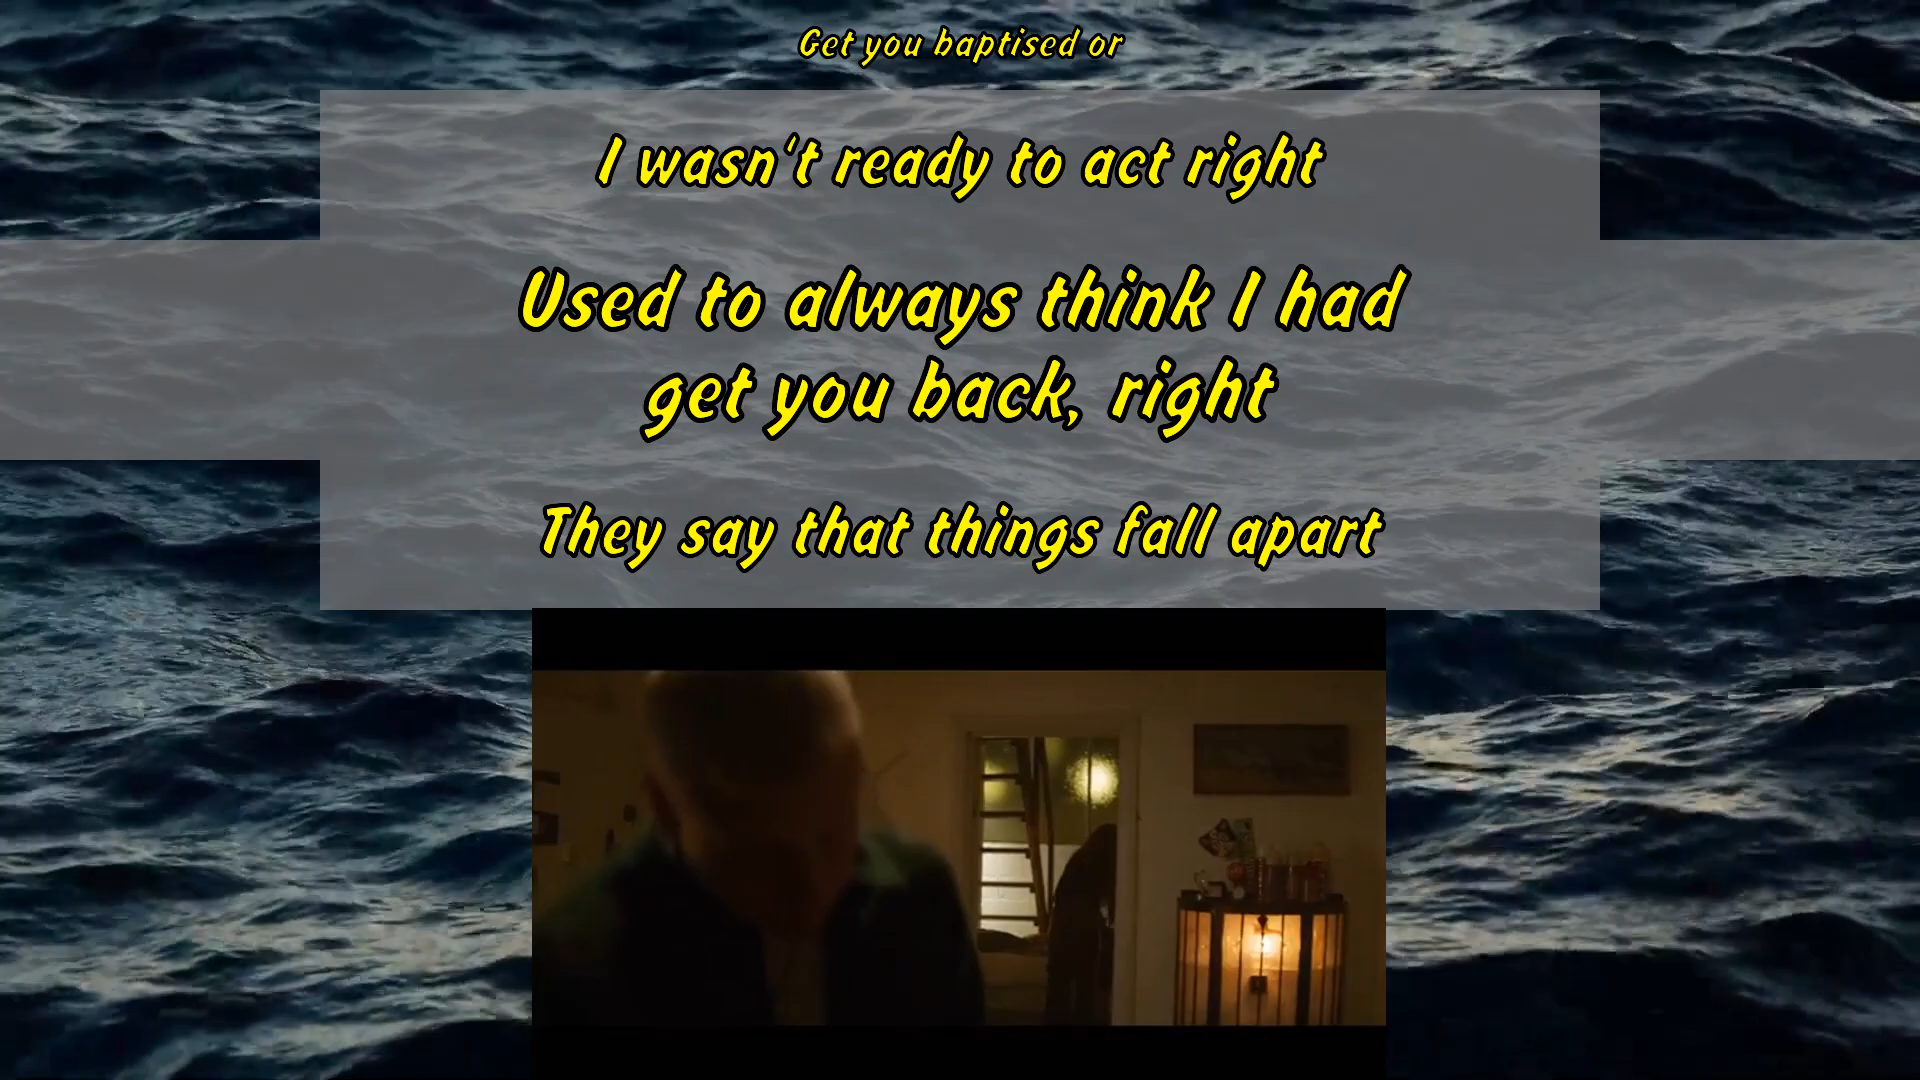 Get you baptised or
I wasn't ready to act right
Used to always think I had
get you back, right
They say that things fall apart